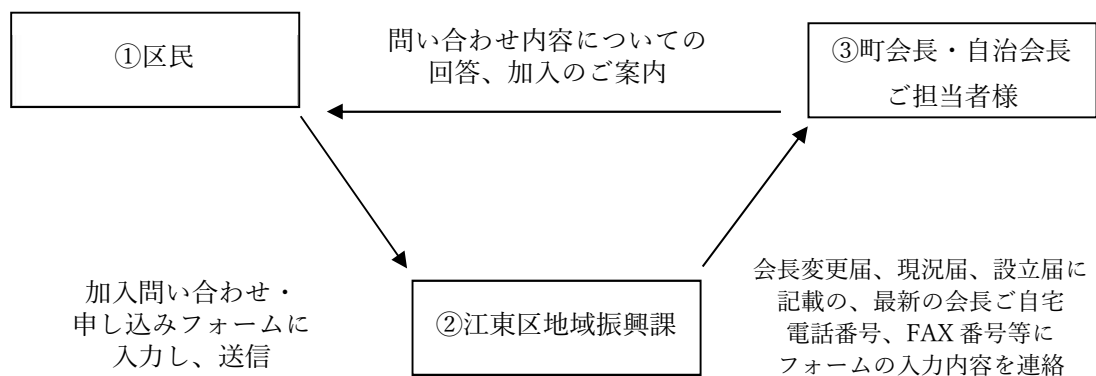 ①区民
問い合わせ内容についての
回答、加入のご案内
③町会長・自治会長
ご担当者様
加入問い合わせ・
申し込みフォームに
入力し、送信
②江東区地域振興課
会長変更届、現況届、設立届に
記載の、最新の会長ご自宅
電話番号、FAX 番号等に
フォームの入力内容を連絡